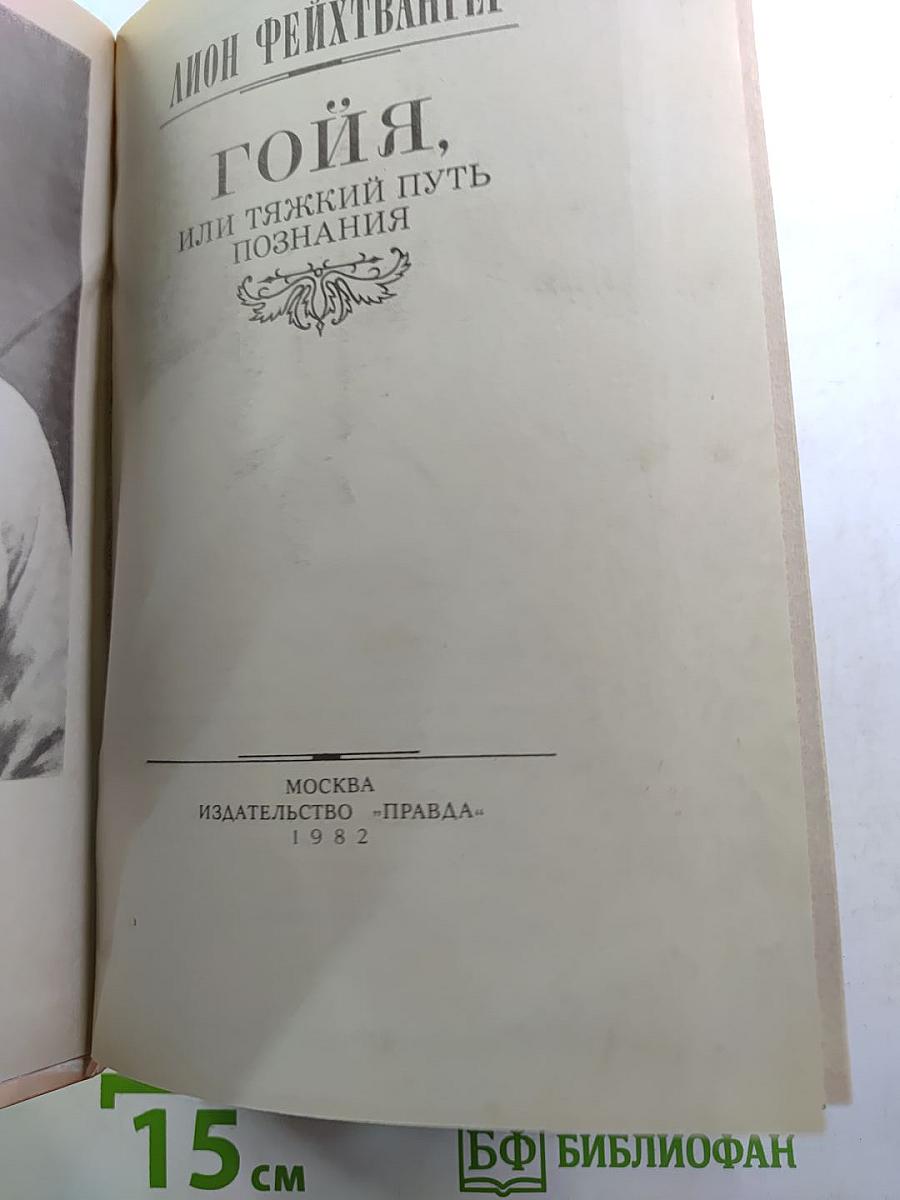 ЛИОН ФЕЙХТВАНГЕР
ГОЙЯ,
ИЛИ ТЯЖКИЙ ПУТЬ
ПОЗНАНИЯ
МОСКВА
ИЗДАТЕЛЬСТВО „ПРАВДА“
1982
15 см
БФ БИБЛИОФАН